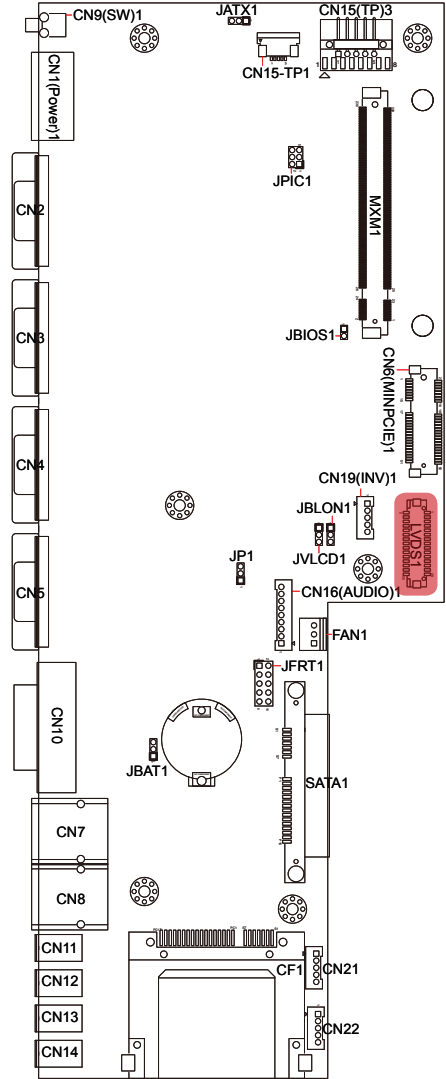 CN9(SW)1
JATX1
CN15(TP)3
CN15-TP1
1
8
CN1(Power)1
JPIC1
MXM1
CN2
CN3
JBIOS1
CN6(MINPCIE)1
CN4
CN19(INV)1
JBLON1
LVDS1
JVLCD1
JP1
CN5
CN16(AUDIO)1
FAN1
JFRT1
CN10
JBAT1
SATA1
CN7
CN8
CN11
CF1
CN21
CN12
CN13
CN22
CN14